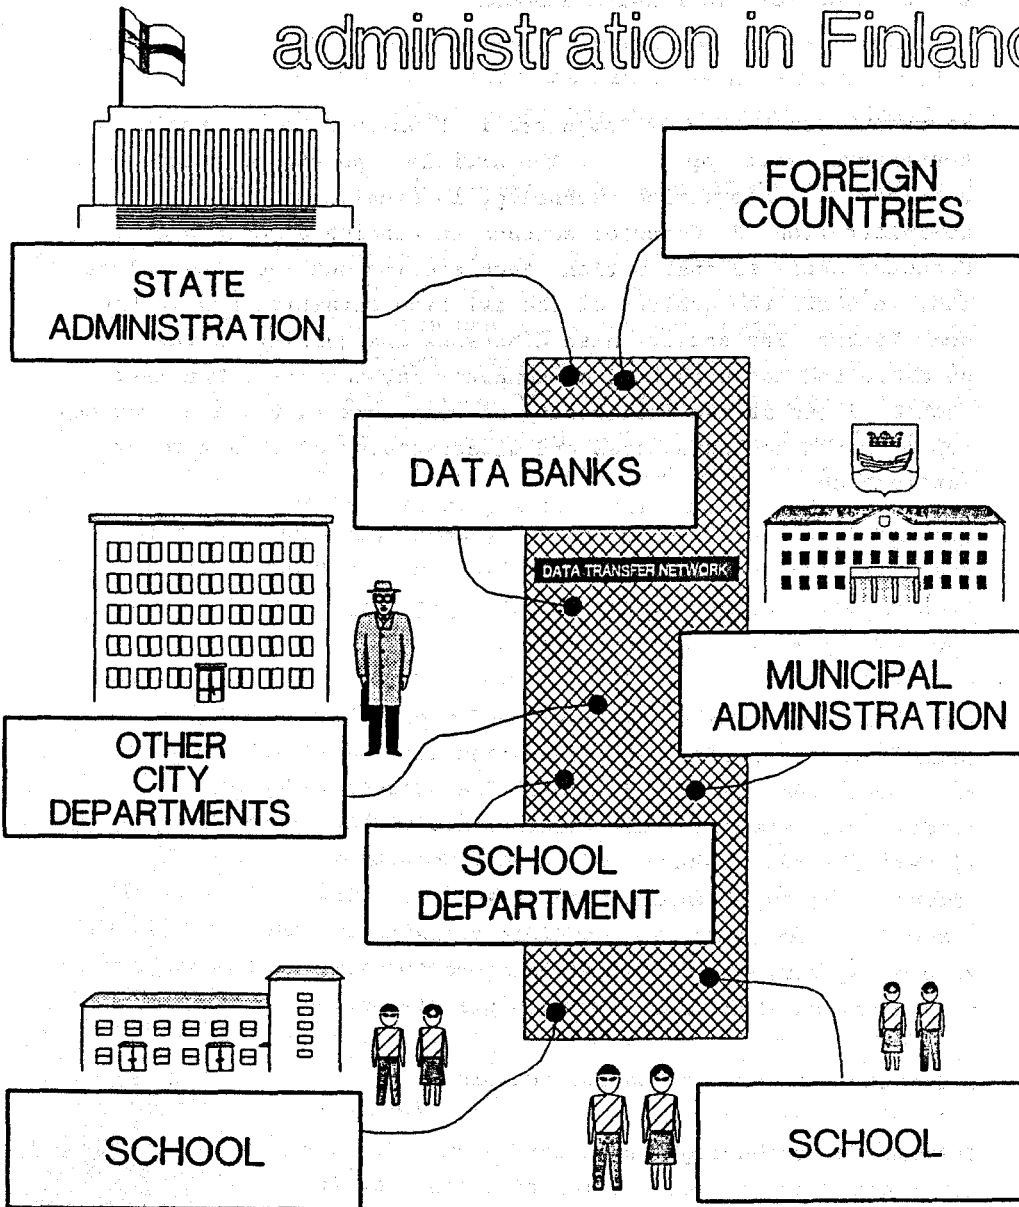 administration in Finland
FOREIGN
COUNTRIES
STATE
ADMINISTRATION
DATA BANKS
DATA TRANSFER NETWORK
MUNICIPAL
ADMINISTRATION
OTHER
CITY
DEPARTMENTS
SCHOOL
DEPARTMENT
SCHOOL
SCHOOL